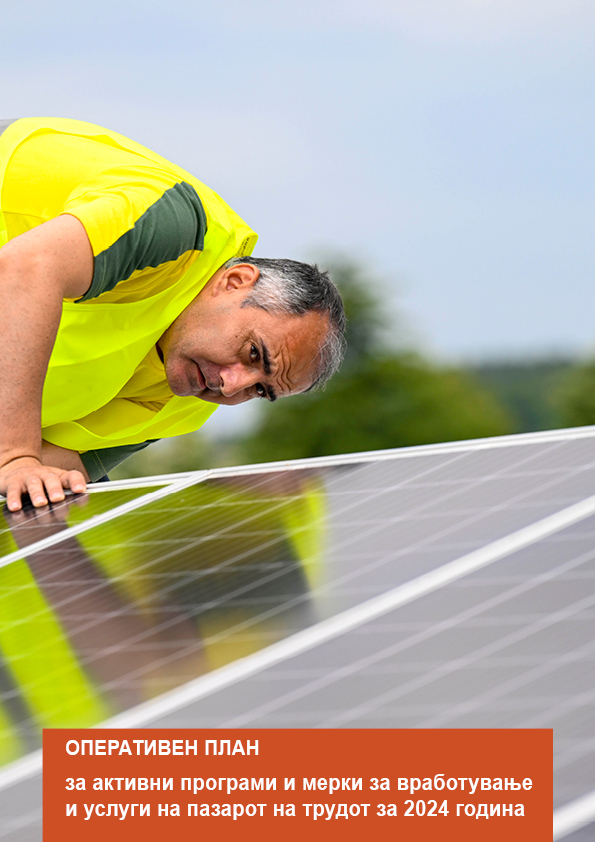 ОПЕРАТИВЕН ПЛАН
за активни програми и мерки за вработување
и услуги на пазарот на трудот за 2024 година